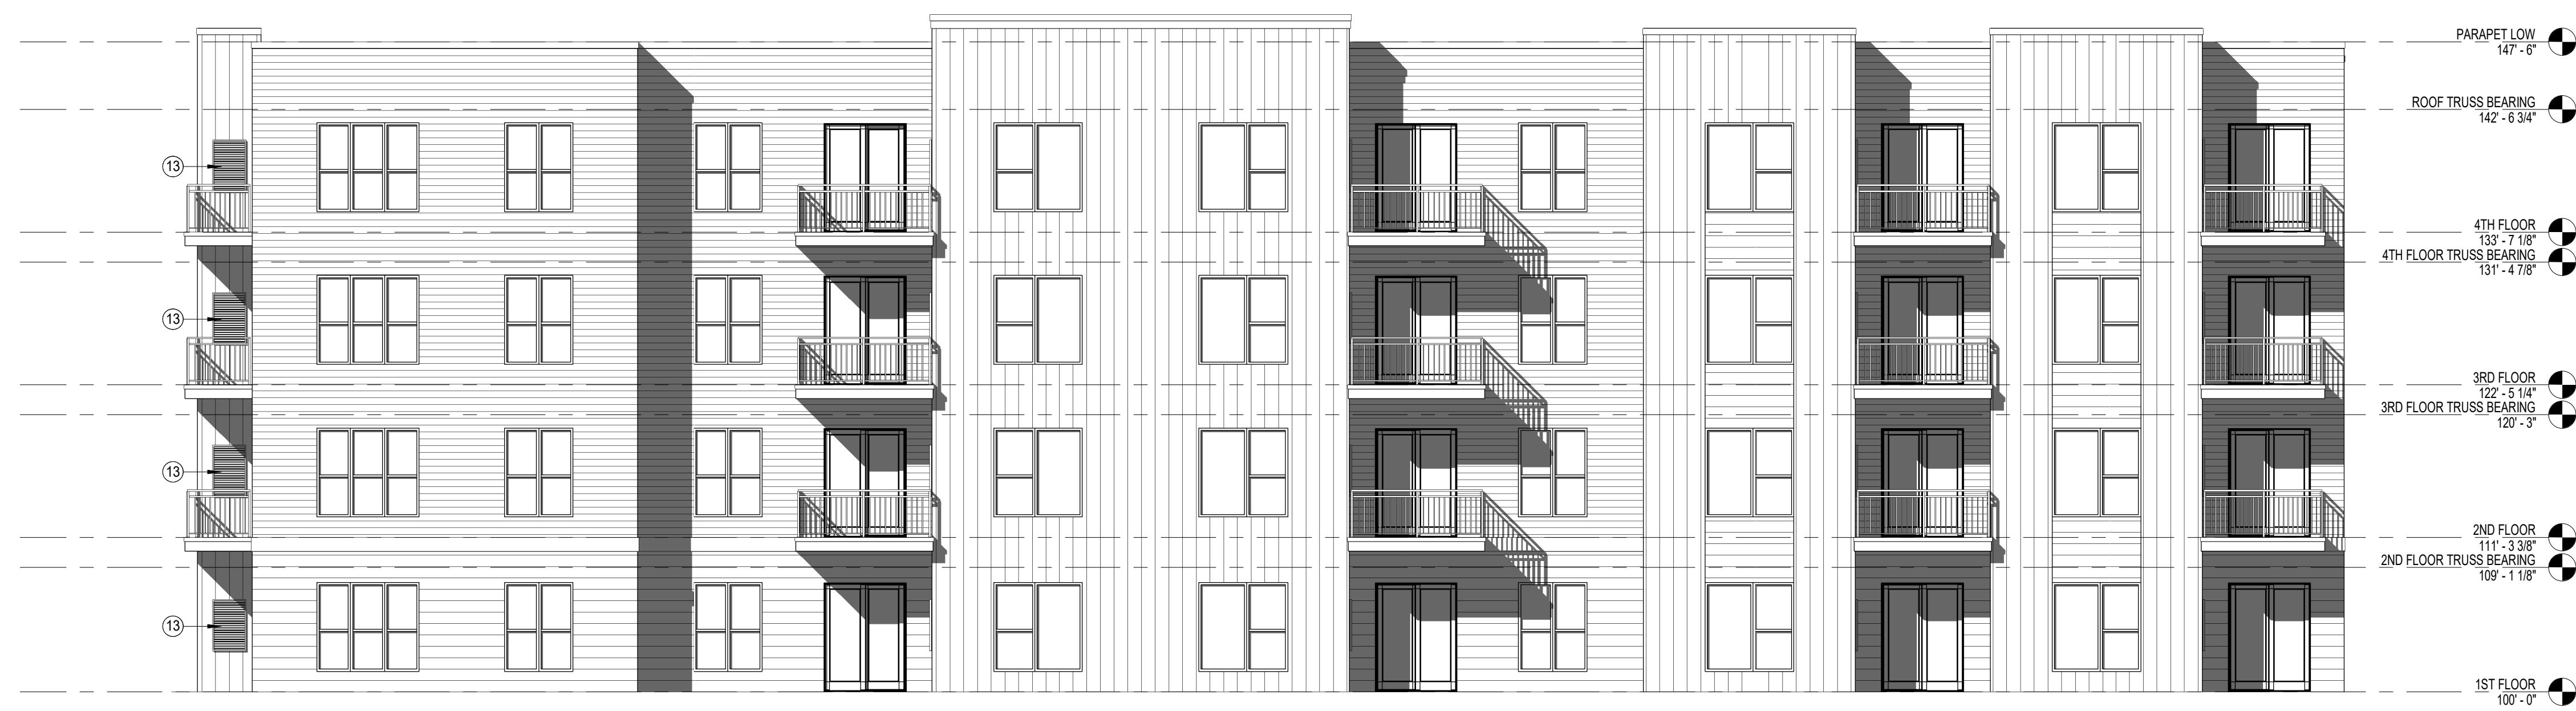 PARAPET LOW
147' - 6"
ROOF TRUSS BEARING
142' - 6 3/4"
13
4TH FLOOR
133' - 7 1/8"
4TH FLOOR TRUSS BEARING
131' - 4 7/8"
13
3RD FLOOR
122' - 5 1/4"
3RD FLOOR TRUSS BEARING
120' - 3"
13
2ND FLOOR
111' - 3 3/8"
2ND FLOOR TRUSS BEARING
109' - 1 1/8"
13
1ST FLOOR
100' - 0"